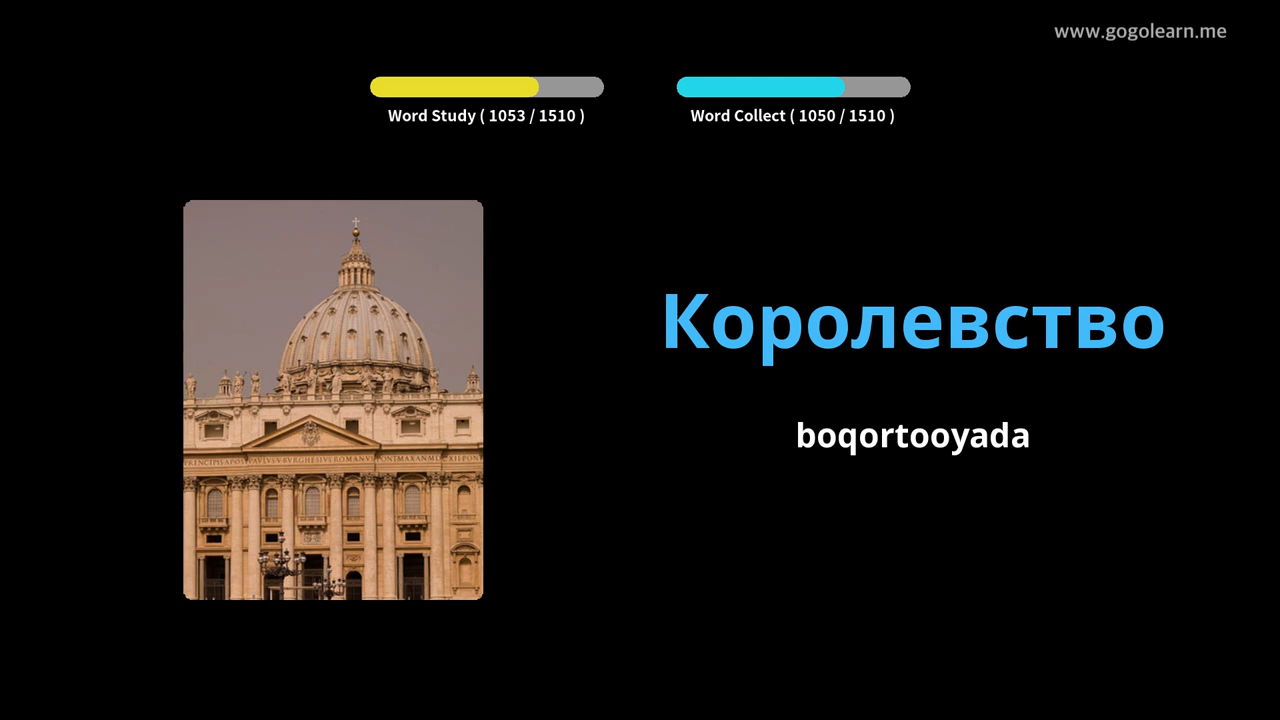 www.gogolearn.me
Word Study ( 1053 / 1510 )
Word Collect ( 1050 / 1510 )
Королевство
boqortooyada